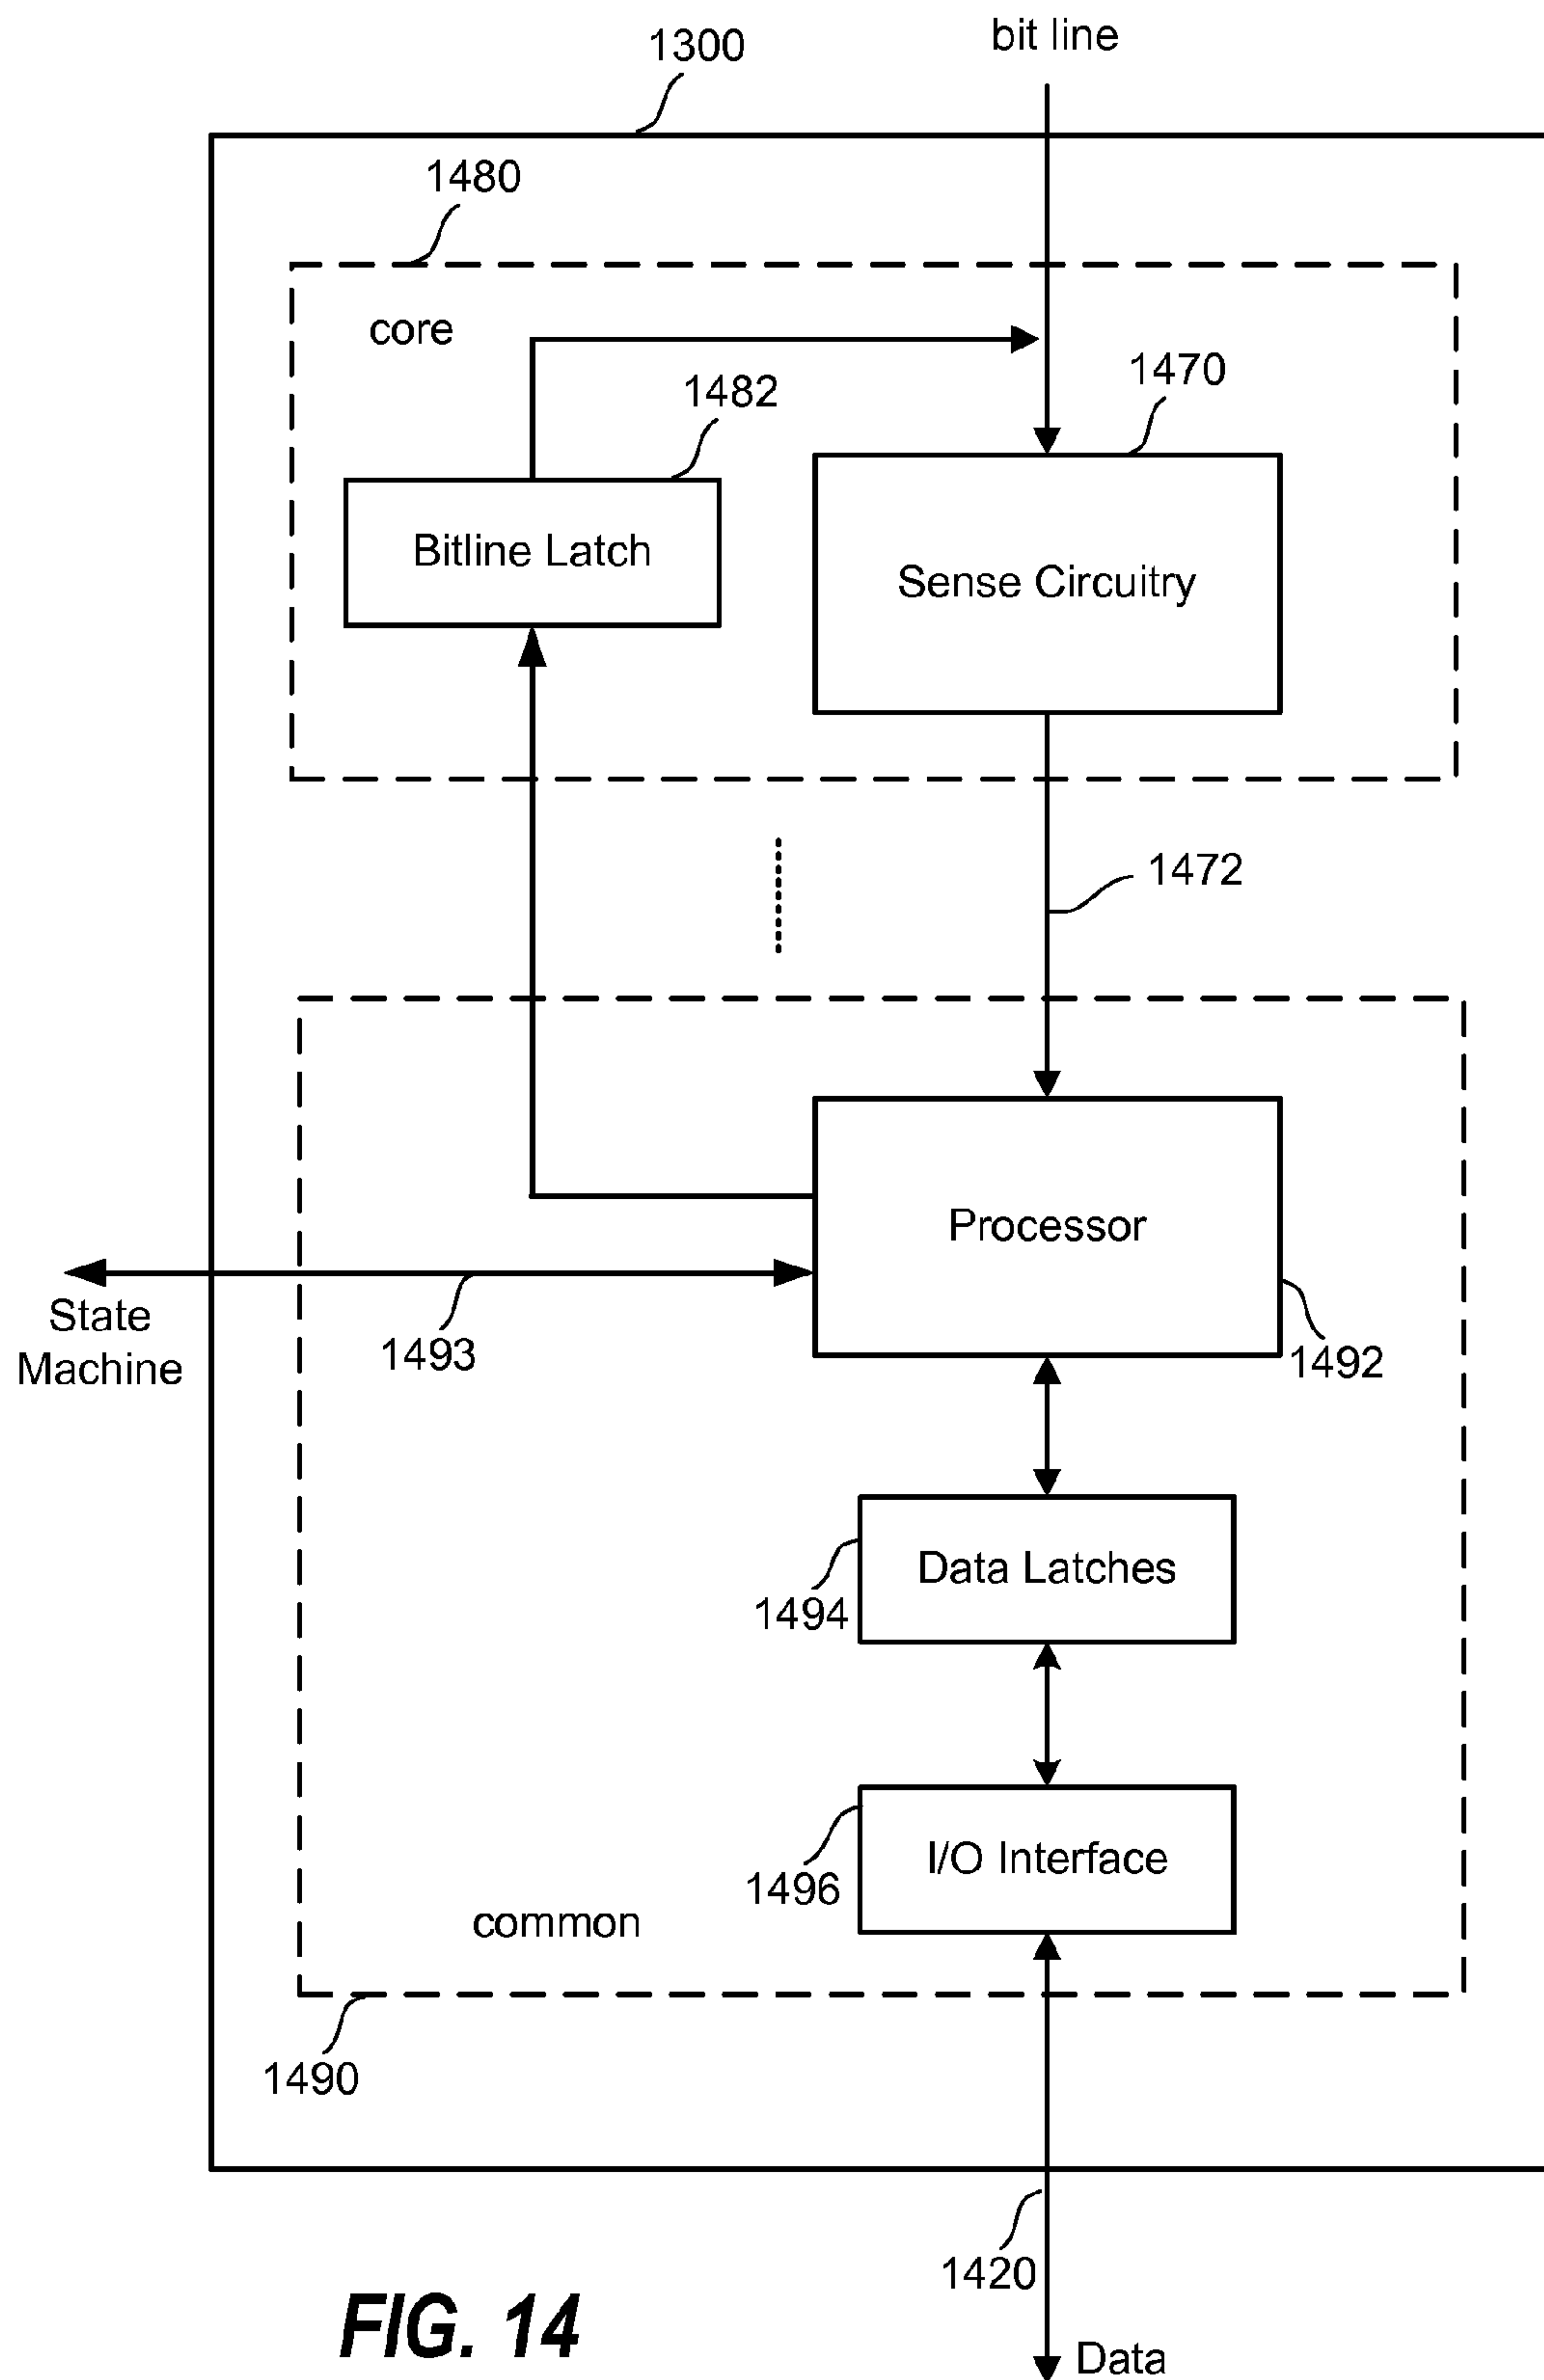 bit line
1300
1480
core
1470
1482
Bitline Latch
Sense Circuitry
1472
Processor
State
Machine
1493
1492
Data Latches
1494
I/O Interface
1496
common
1490
1420
FIG. 14
Data